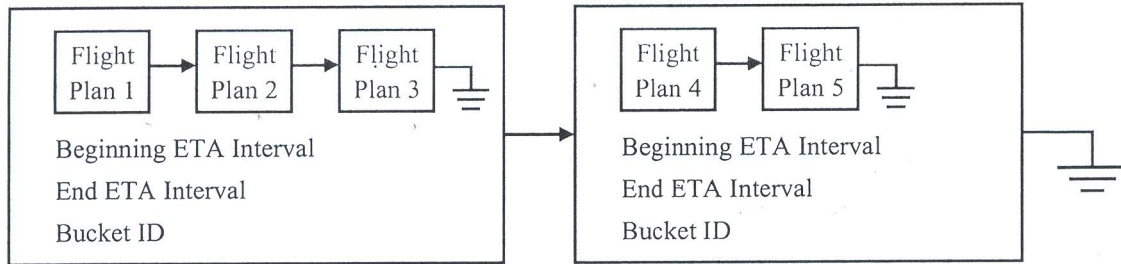 Flight
Plan 1
Flight
Plan 2
Flight
Plan 3
Beginning ETA Interval
End ETA Interval
Bucket ID
Flight
Plan 4
Flight
Plan 5
Beginning ETA Interval
End ETA Interval
Bucket ID